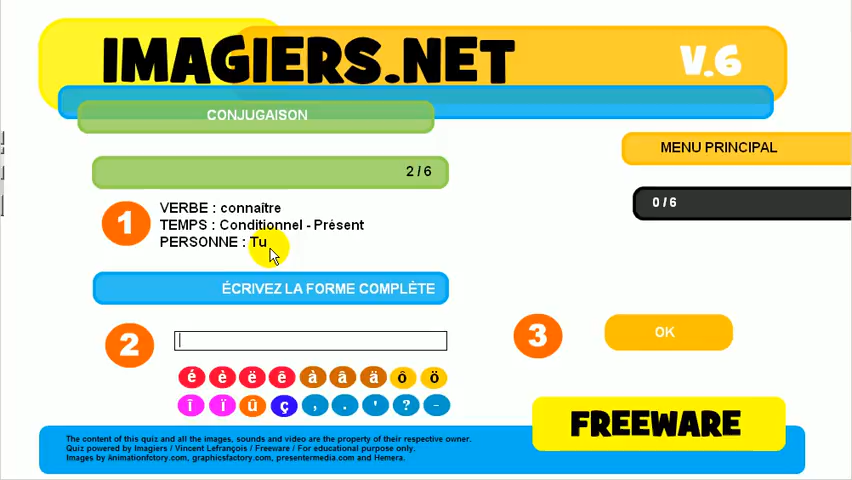 IMAGIERS.NET
V.6
CONJUGAISON
MENU PRINCIPAL
2 / 6
0 / 6
1
VERBE : connaître
TEMPS : Conditionnel - Présent
PERSONNE : Tu
ÉCRIVEZ LA FORME COMPLÈTE
2
3
OK
é è ë ê à â ä ô ö
î ï û ç , . ' ? -
FREEWARE
The content of this quiz and all the images, sounds and video are the property of their respective owner.
Quiz powered by Imagiers / Vincent Lefrançois / Freeware / For educational purpose only.
Images by Animationfctory.com, graphicsfactory.com, presentermedia.com and Hemera.